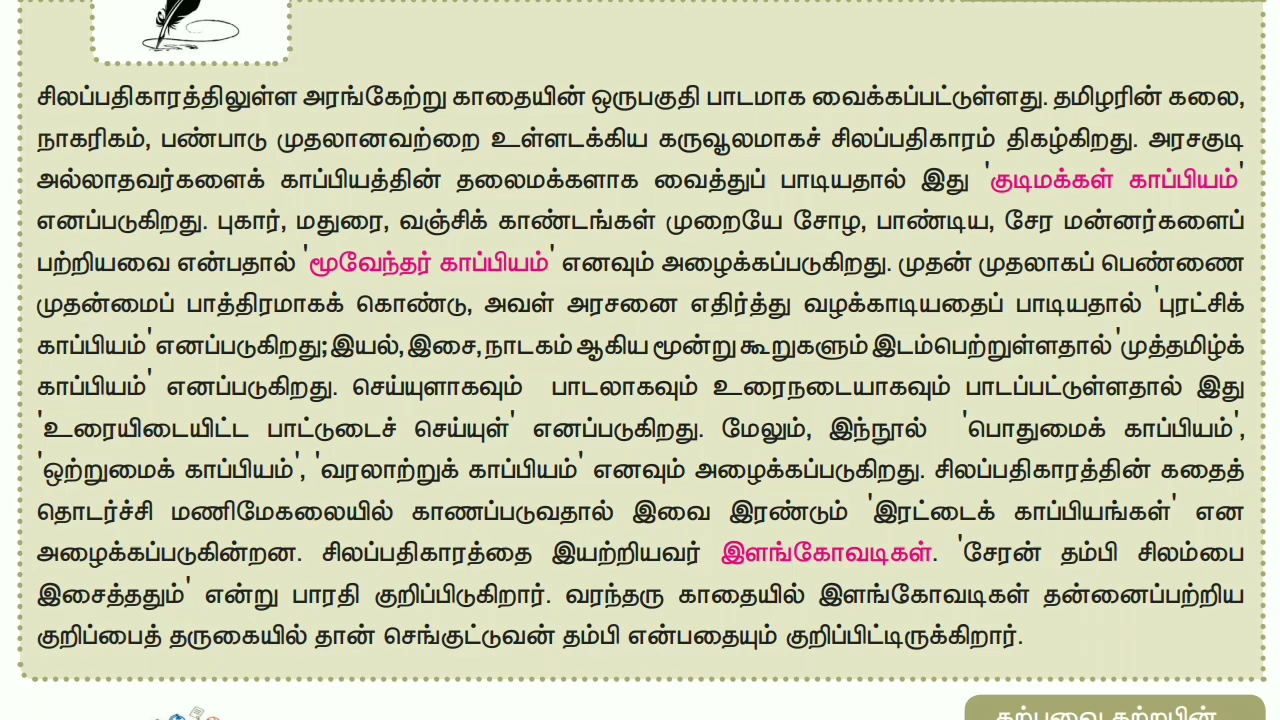 சிலப்பதிகாரத்திலுள்ள அரங்கேற்று காதையின் ஒருபகுதி பாடமாக வைக்கப்பட்டுள்ளது. தமிழரின் கலை,
நாகரிகம், பண்பாடு முதலானவற்றை உள்ளடக்கிய கருவூலமாகச் சிலப்பதிகாரம் திகழ்கிறது. அரசகுடி
அல்லாதவர்களைக் காப்பியத்தின் தலைமக்களாக வைத்துப் பாடியதால் இது 'குடிமக்கள் காப்பியம்'
எனப்படுகிறது. புகார், மதுரை, வஞ்சிக் காண்டங்கள் முறையே சோழ, பாண்டிய, சேர மன்னர்களைப்
பற்றியவை என்பதால் 'மூவேந்தர் காப்பியம்' எனவும் அழைக்கப்படுகிறது. முதன் முதலாகப் பெண்ணை
முதன்மைப் பாத்திரமாகக் கொண்டு, அவள் அரசனை எதிர்த்து வழக்காடியதைப் பாடியதால் 'புரட்சிக்
காப்பியம்' எனப்படுகிறது; இயல், இசை, நாடகம் ஆகிய மூன்று கூறுகளும் இடம்பெற்றுள்ளதால் 'முத்தமிழ்க்
காப்பியம்' எனப்படுகிறது. செய்யுளாகவும் பாடலாகவும் உரைநடையாகவும் பாடப்பட்டுள்ளதால் இது
'உரையிடையிட்ட பாட்டுடைச் செய்யுள்' எனப்படுகிறது. மேலும், இந்நூல் 'பொதுமைக் காப்பியம்',
'ஒற்றுமைக் காப்பியம்', 'வரலாற்றுக் காப்பியம்' எனவும் அழைக்கப்படுகிறது. சிலப்பதிகாரத்தின் கதைத்
தொடர்ச்சி மணிமேகலையில் காணப்படுவதால் இவை இரண்டும் 'இரட்டைக் காப்பியங்கள்' என
அழைக்கப்படுகின்றன. சிலப்பதிகாரத்தை இயற்றியவர் இளங்கோவடிகள். 'சேரன் தம்பி சிலம்பை
இசைத்ததும்' என்று பாரதி குறிப்பிடுகிறார். வரந்தரு காதையில் இளங்கோவடிகள் தன்னைப்பற்றிய
குறிப்பைத் தருகையில் தான் செங்குட்டுவன் தம்பி என்பதையும் குறிப்பிட்டிருக்கிறார்.
கற்பவை கற்றபின்